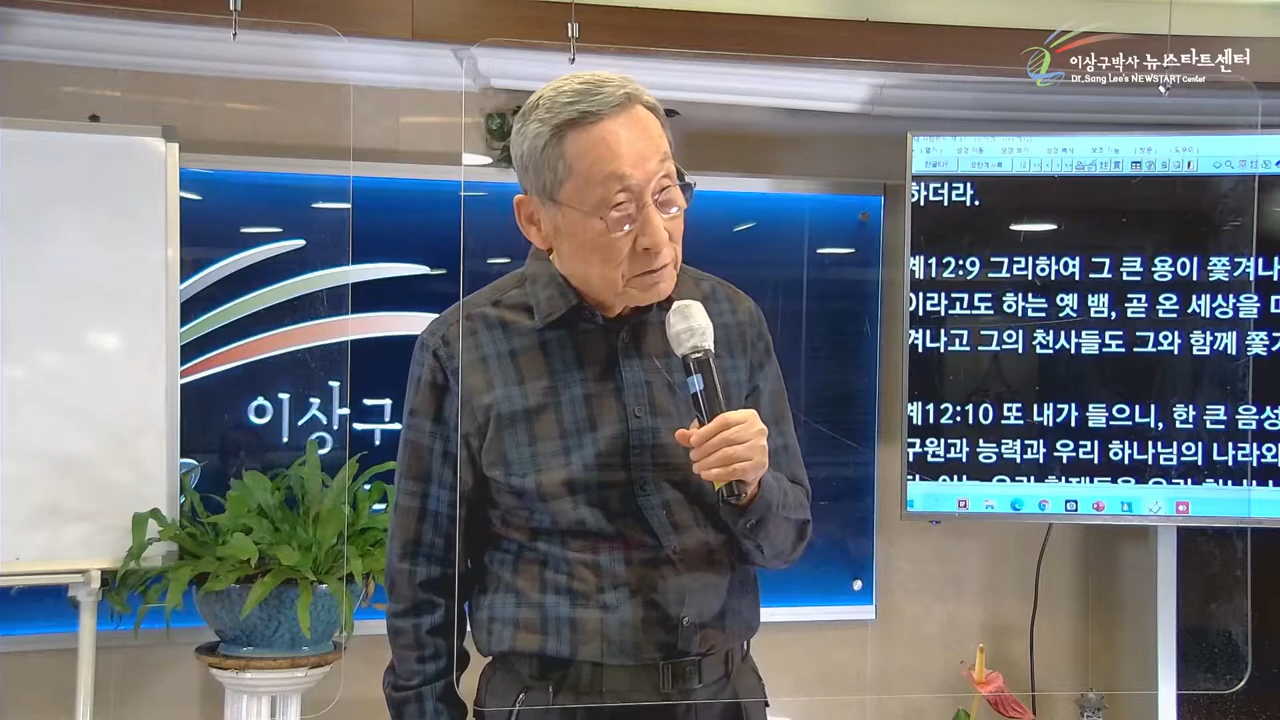 이상구박사 뉴스타트센터
Dr.Sang Lee's NEWSTART Center
이상구
하더라.
계12:9 그리하여 그 큰 용이 쫓겨나
이라고도 하는 옛 뱀, 곧 온 세상을
겨나고 그의 천사들도 그와 함께
계12:10 또 내가 들으니, 한 큰 음성
구원과 능력과 우리 하나님의 나라와